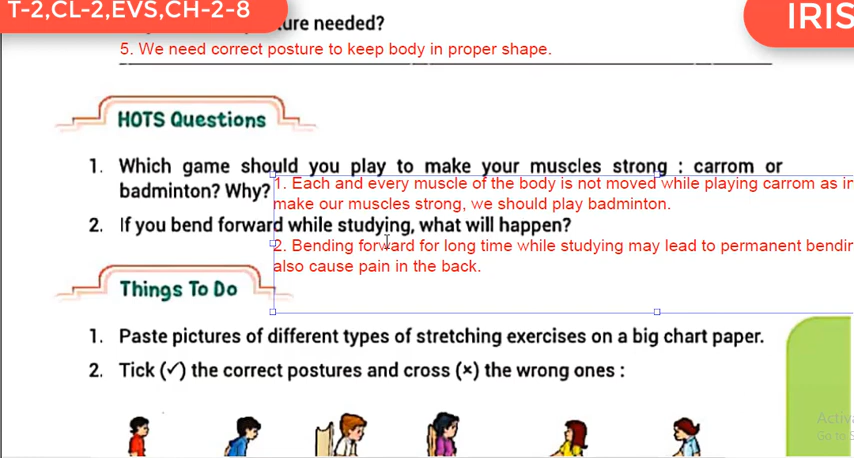 T-2,CL-2,EVS,CH-2-8
IRIS
needed?
5. We need correct posture to keep body in proper shape.
HOTS Questions
1. Which game should you play to make your muscles strong : carrom or
badminton? Why?
1. Each and every muscle of the body is not moved while playing carrom as in
make our muscles strong, we should play badminton.
2. If you bend forward while studying, what will happen?
2. Bending forward for long time while studying may lead to permanent
also cause pain in the back.
Things To Do
1. Paste pictures of different types of stretching exercises on a big chart paper.
2. Tick (✓) the correct postures and cross (×) the wrong ones :
Go to